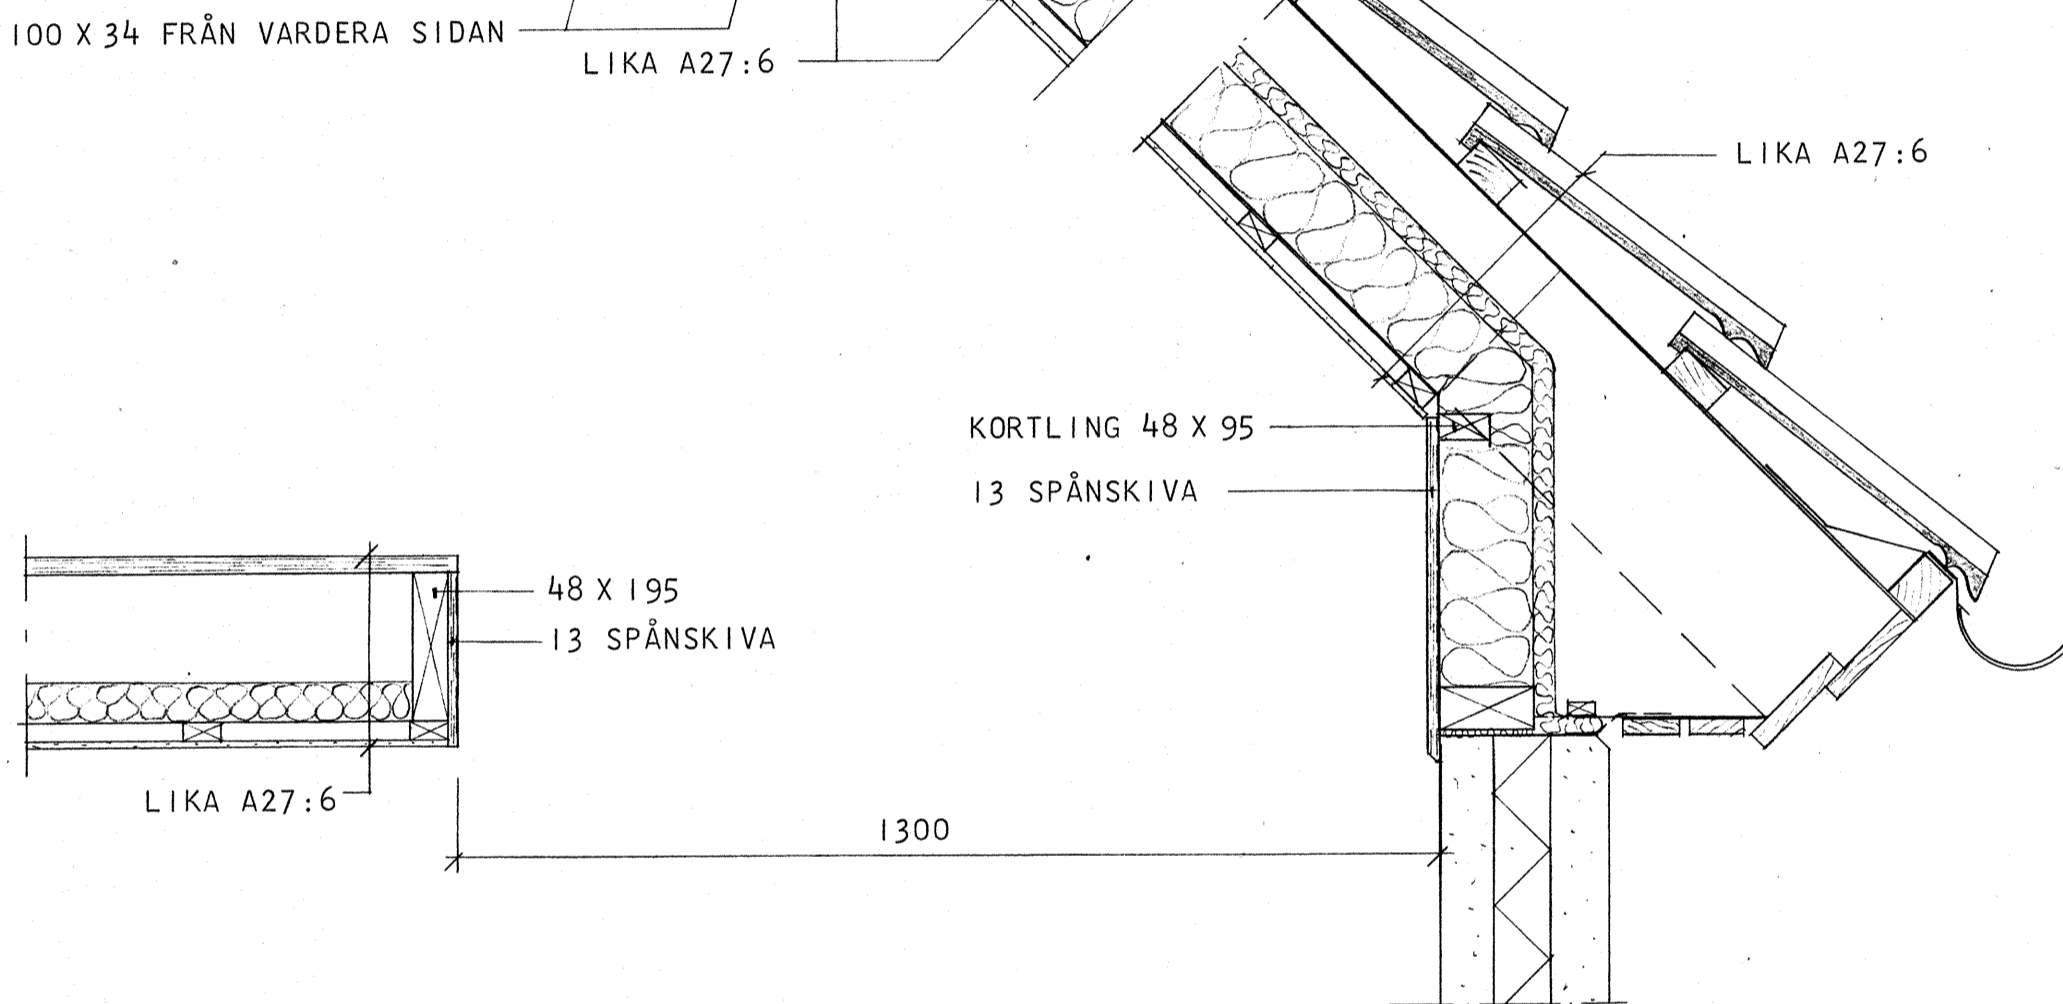 100 X 34 FRÅN VARDERA SIDAN
LIKA A27:6
LIKA A27:6
KORTLING 48 X 95
13 SPÅNSKIVA
48 X 195
13 SPÅNSKIVA
LIKA A27:6
1300